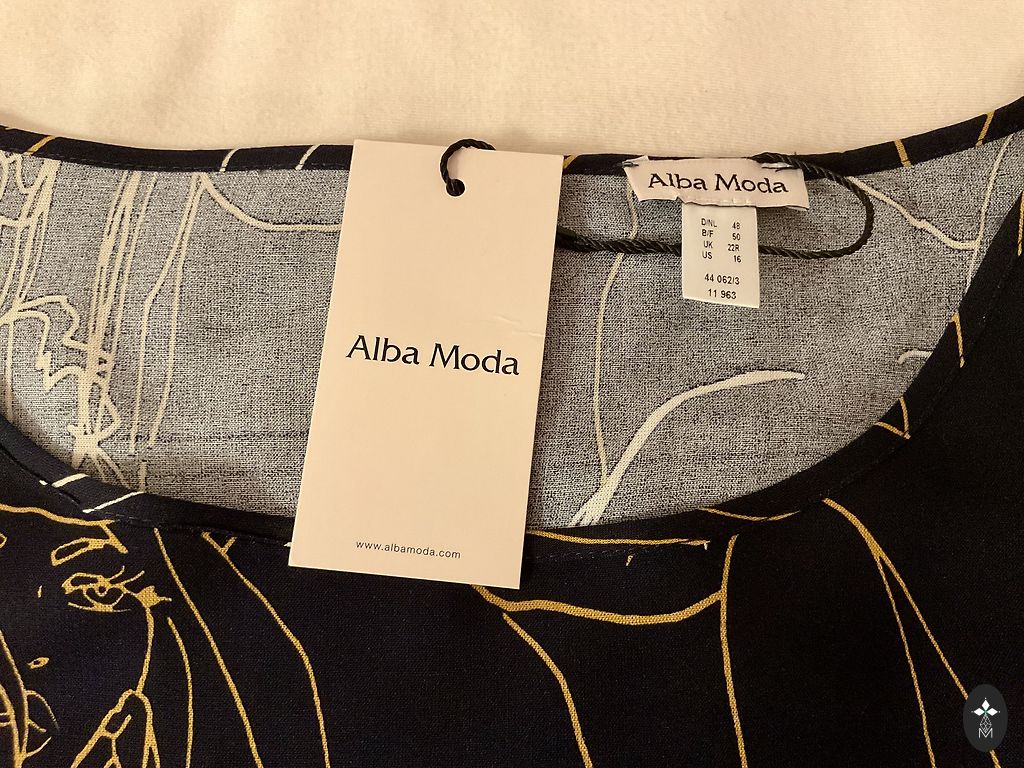 Alba Moda
www.albamoda.com
Alba Moda
D/NL 48
B/F 50
UK 22R
US 16
44 062/3
11 963
M